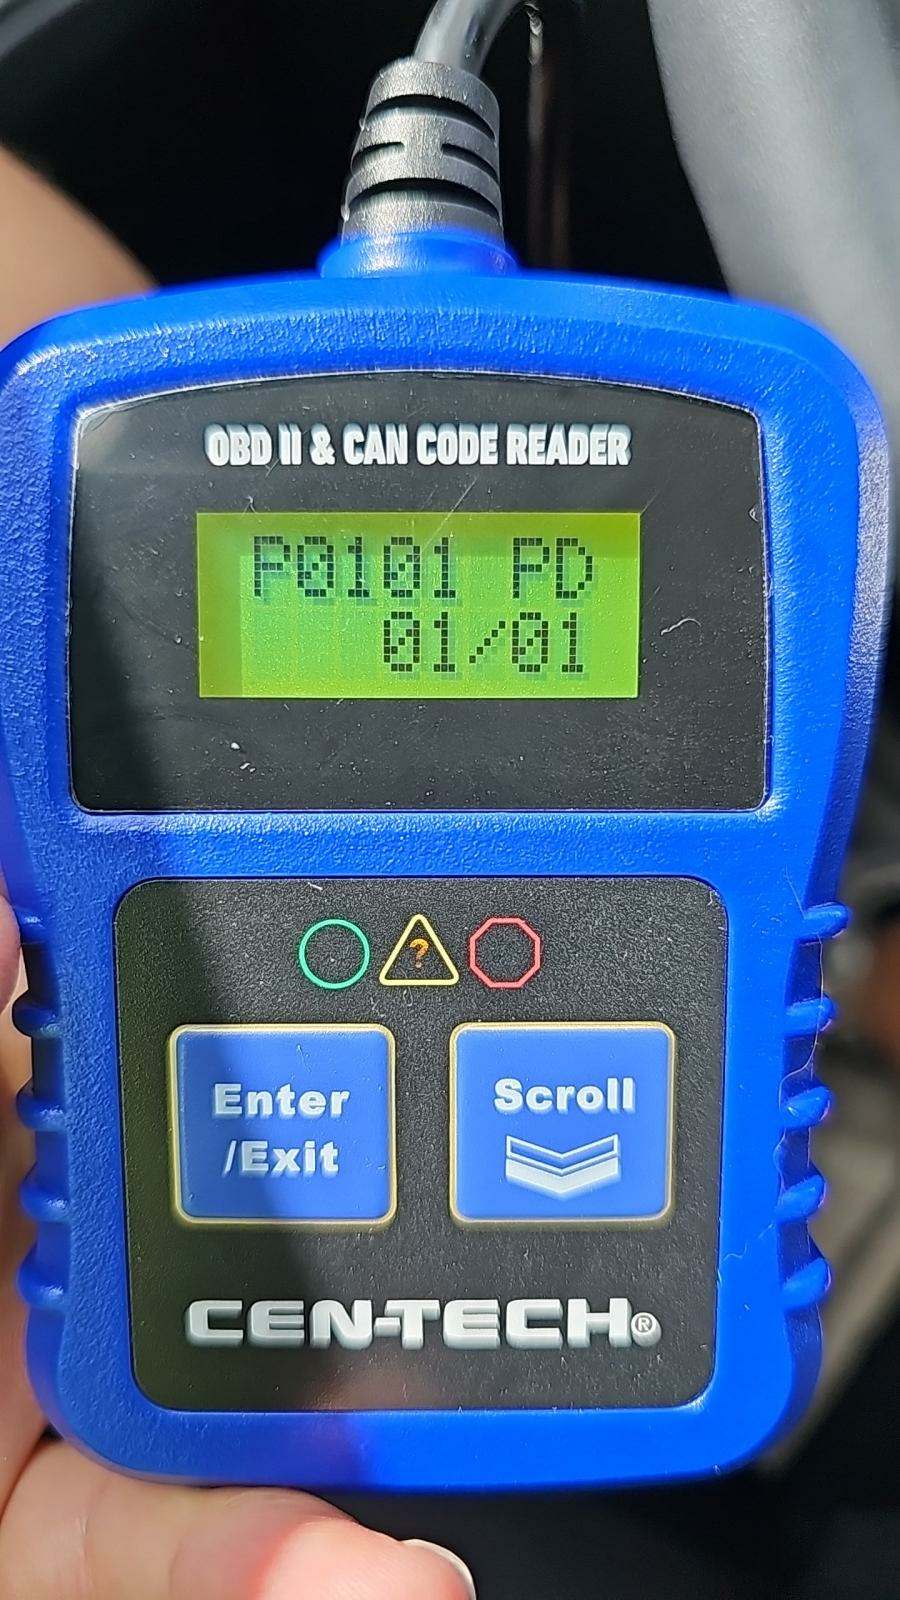 OBD II & CAN CODE READER
P0101 PD
01/01
?
Enter
/Exit
Scroll
CEN-TECH®